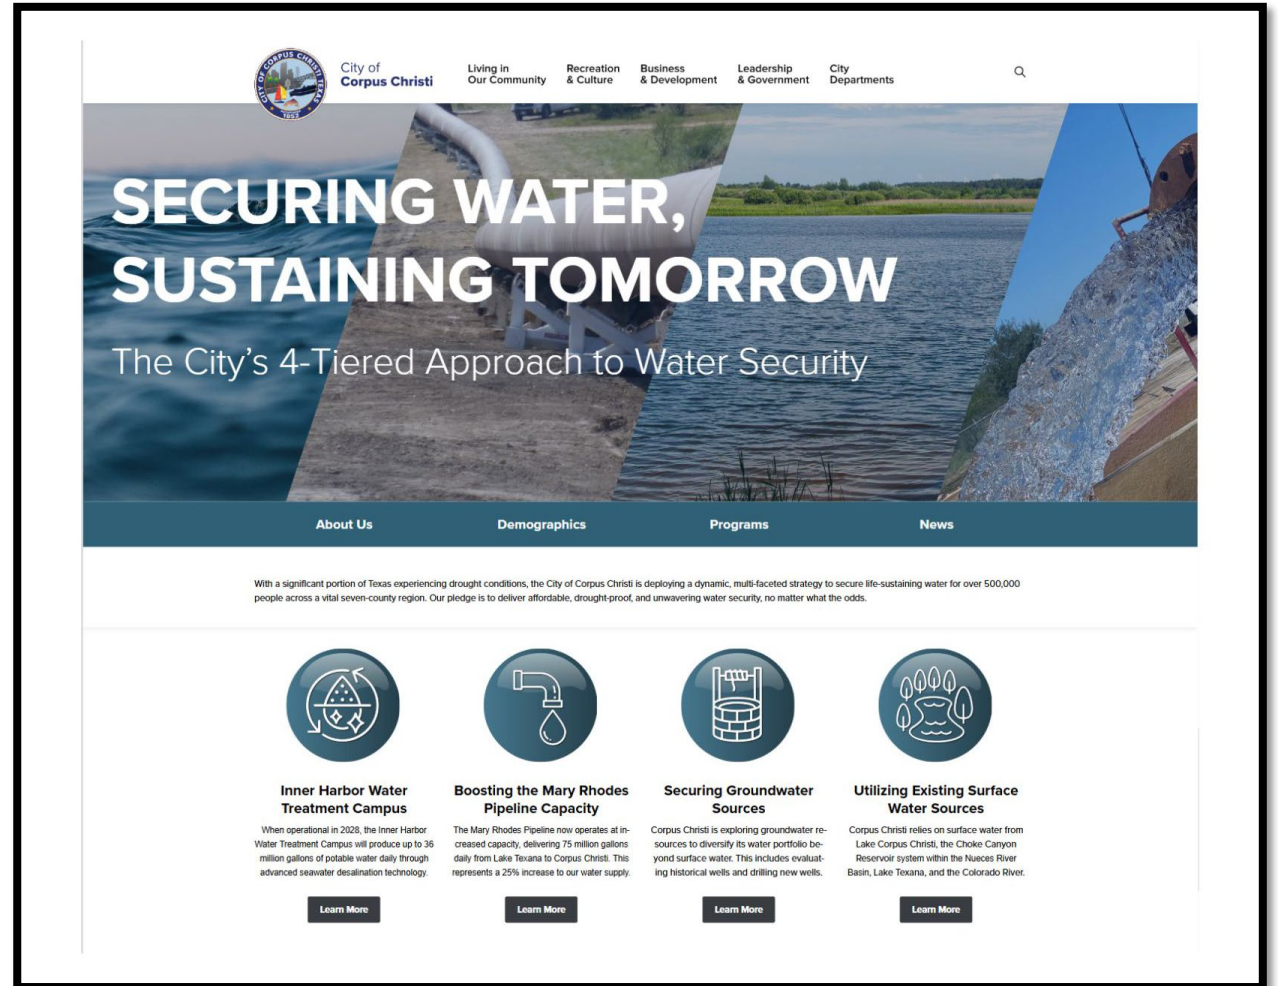 CITY OF CORPUS CHRISTI TEXAS
1852
City of
Corpus Christi
Living in
Our Community
Recreation
& Culture
Business
& Development
Leadership
& Government
City
Departments
SECURING WATER,
SUSTAINING TOMORROW
The City's 4-Tiered Approach to Water Security
About Us
Demographics
Programs
News
With a significant portion of Texas experiencing drought conditions, the City of Corpus Christi is deploying a dynamic, multi-faceted strategy to secure life-sustaining water for over 500,000
people across a vital seven-county region. Our pledge is to deliver affordable, drought-proof, and unwavering water security, no matter what the odds.
Inner Harbor Water
Treatment Campus
When operational in 2028, the Inner Harbor
Water Treatment Campus will produce up to 36
million gallons of potable water daily through
advanced seawater desalination technology.
Learn More
Boosting the Mary Rhodes
Pipeline Capacity
The Mary Rhodes Pipeline now operates at in-
creased capacity, delivering 75 million gallons
daily from Lake Texana to Corpus Christi. This
represents a 25% increase to our water supply.
Learn More
Securing Groundwater
Sources
Corpus Christi is exploring groundwater re-
sources to diversify its water portfolio be-
yond surface water. This includes evaluat-
ing historical wells and drilling new wells.
Learn More
Utilizing Existing Surface
Water Sources
Corpus Christi relies on surface water from
Lake Corpus Christi, the Choke Canyon
Reservoir system within the Nueces River
Basin, Lake Texana, and the Colorado River.
Learn More